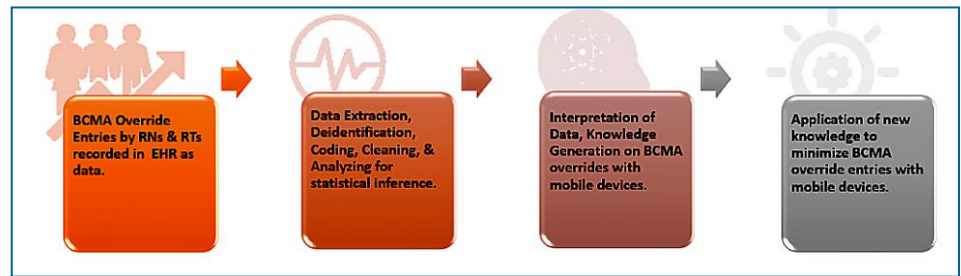 BCMA Override
Entries by RNs & RTs
recorded in EHR as
data.
Data Extraction,
Deidentification,
Coding, Cleaning, &
Analyzing for
statistical inference.
Interpretation of
Data, Knowledge
Generation on BCMA
overrides with
mobile devices.
Application of new
knowledge to
minimize BCMA
override entries with
mobile devices.